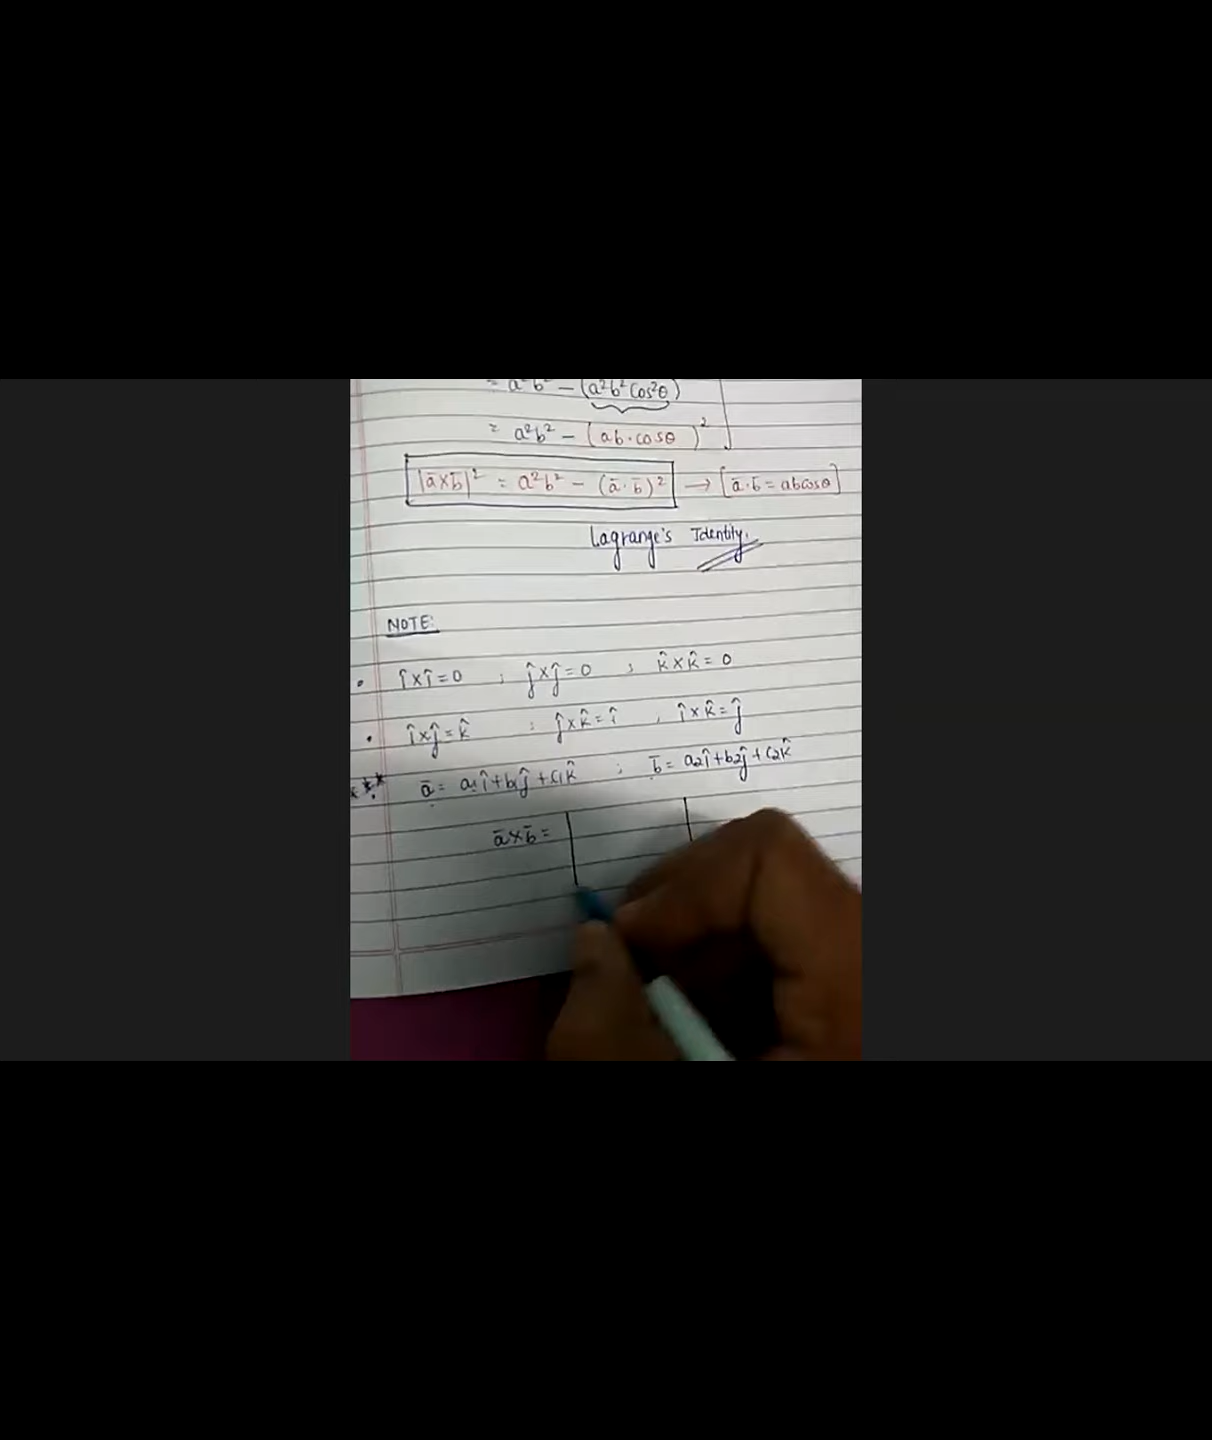 = a²b² − (a²b² cos²θ)
= a²b² − (ab·cosθ)²
|a̅×b̅|² = a²b² − (a̅·b̅)² → [a̅·b̅ = abcosθ]
Lagrange's Identity.
NOTE:
• î×î=0 ; ĵ×ĵ=0 ; k̂×k̂=0
• î×ĵ=k̂ ; ĵ×k̂=î , î×k̂=ĵ
a̅= a₁î+b₁ĵ+c₁k̂ ; b̅= a₂î+b₂ĵ+c₂k̂
a̅×b̅=